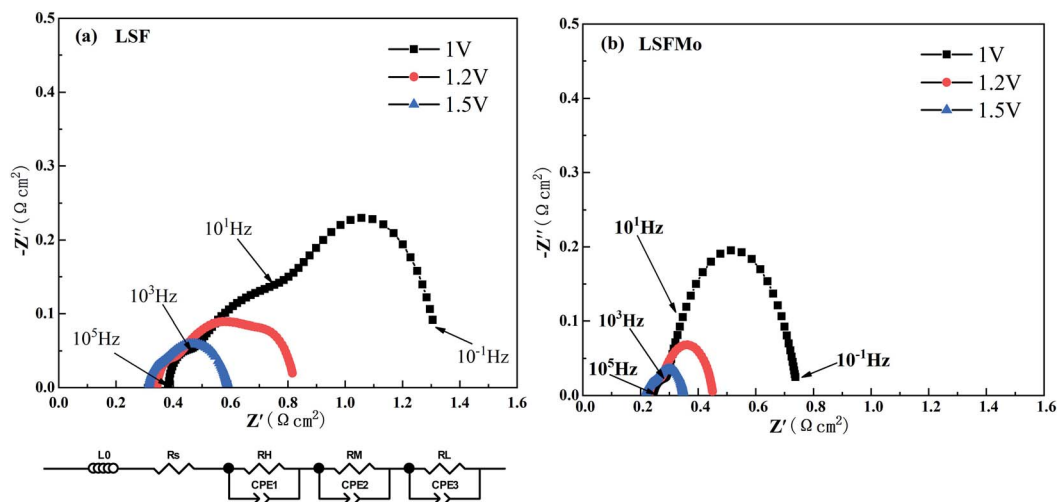 (a) LSF
1V
1.2V
1.5V
0.5
0.4
0.3
0.2
0.1
0.0
-Z″(Ω cm²)
10¹Hz
10³Hz
10⁵Hz
10⁻¹Hz
0.0 0.2 0.4 0.6 0.8 1.0 1.2 1.4 1.6
Z′(Ω cm²)
(b) LSFMo
1V
1.2V
1.5V
0.5
0.4
0.3
0.2
0.1
0.0
-Z″(Ω cm²)
10¹Hz
10³Hz
10⁵Hz
10⁻¹Hz
0.0 0.2 0.4 0.6 0.8 1.0 1.2 1.4 1.6
Z′(Ω cm²)
L0 Rs RH RM RL
CPE1 CPE2 CPE3